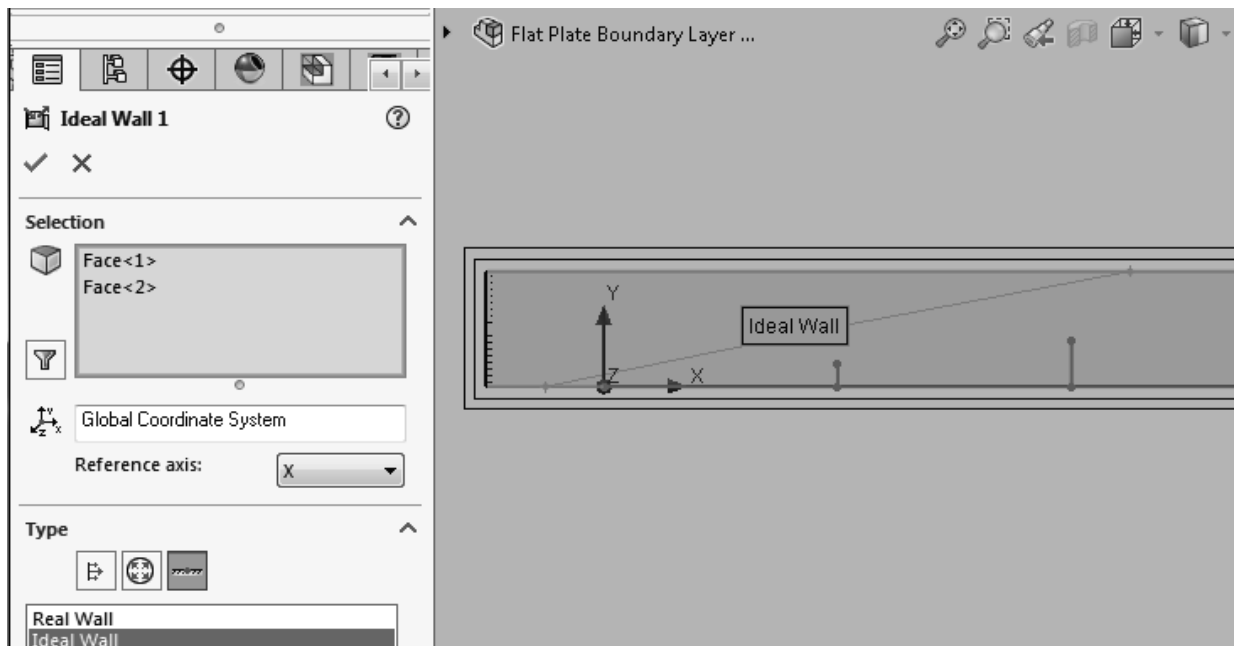 Flat Plate Boundary Layer ...
Ideal Wall 1
Selection
Face<1>
Face<2>
Global Coordinate System
Reference axis:
X
Type
Real Wall
Ideal Wall
Y
Ideal Wall
Z
X